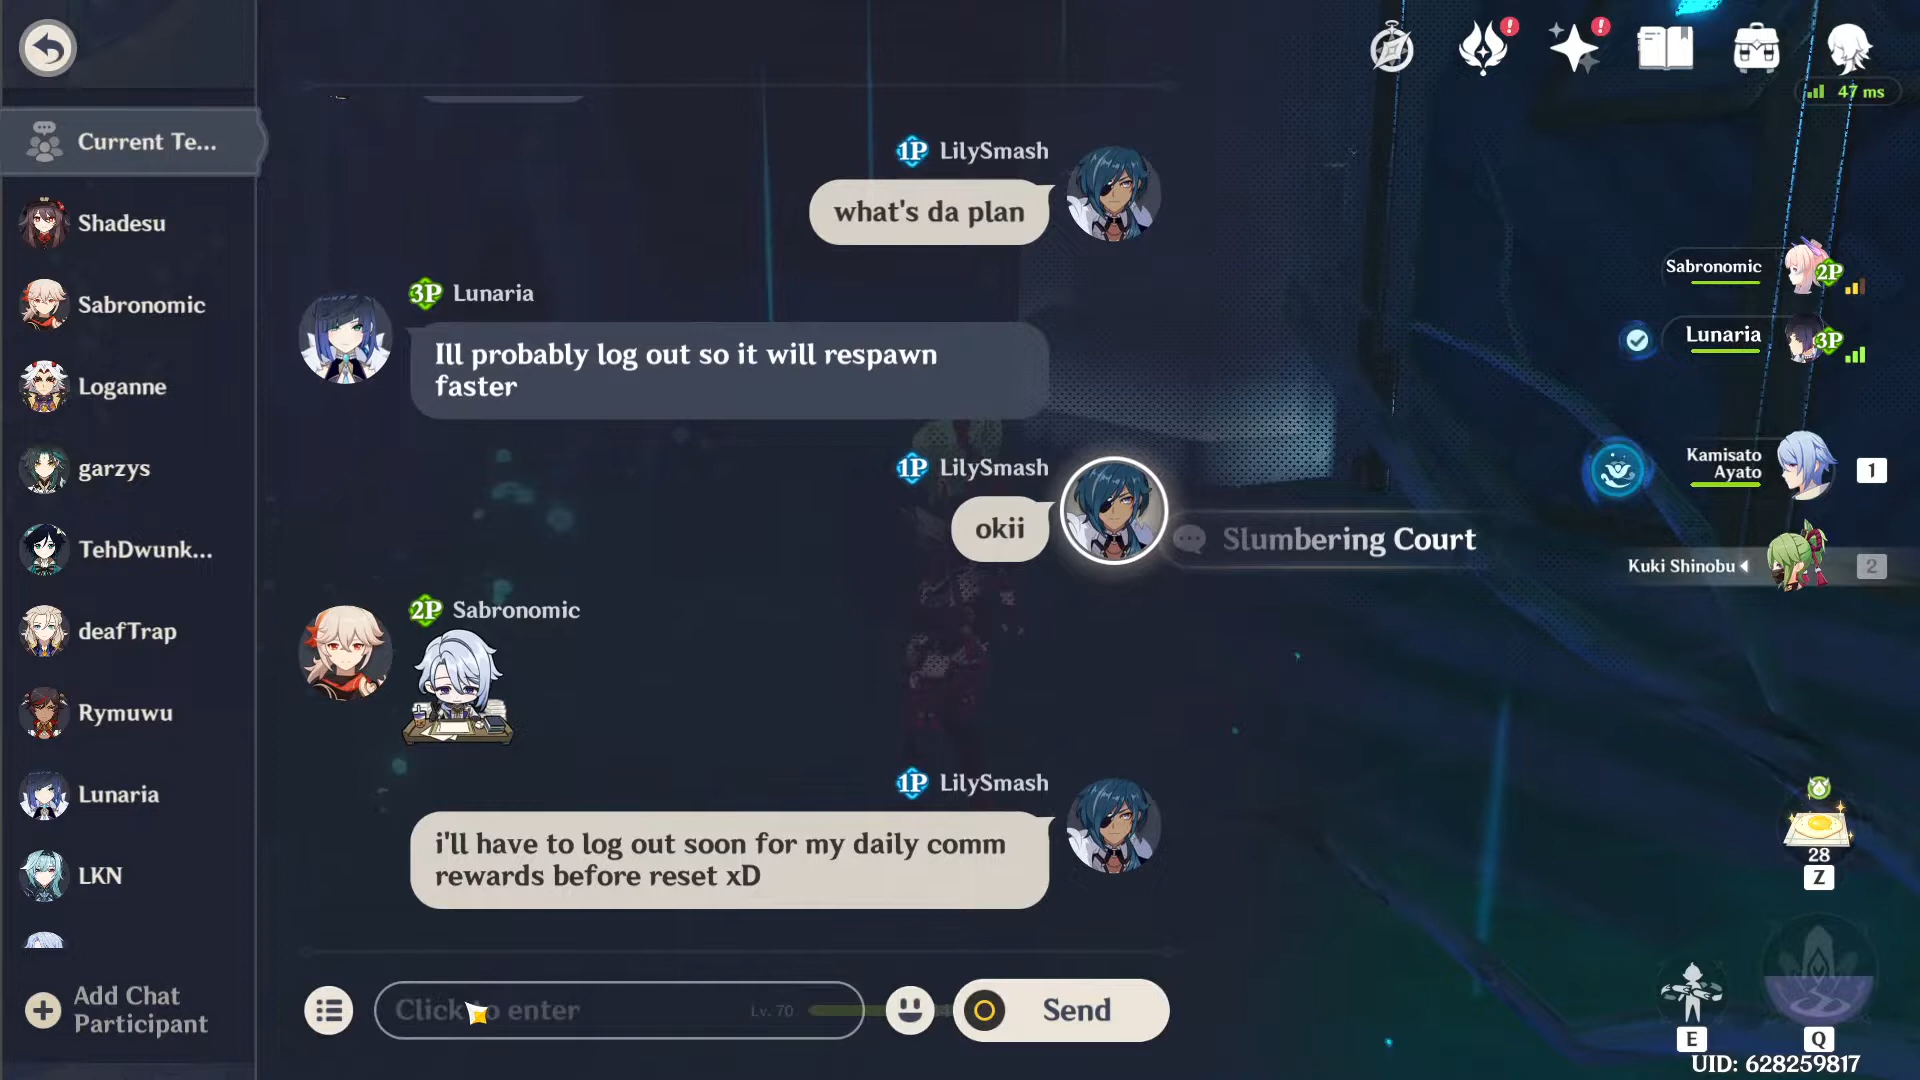 Current Te...
Shadesu
Sabronomic
Loganne
garzys
TehDwunk...
deafTrap
Rymuwu
Lunaria
LKN
Add Chat
Participant
1P LilySmash
what's da plan
3P Lunaria
Ill probably log out so it will respawn
faster
1P LilySmash
okii
2P Sabronomic
1P LilySmash
i'll have to log out soon for my daily comm
rewards before reset xD
Click to enter
Lv. 70
Send
Slumbering Court
47 ms
Sabronomic 2P
Lunaria 3P
Kamisato
Ayato
1
Kuki Shinobu
2
28
Z
E
Q
UID: 628259817